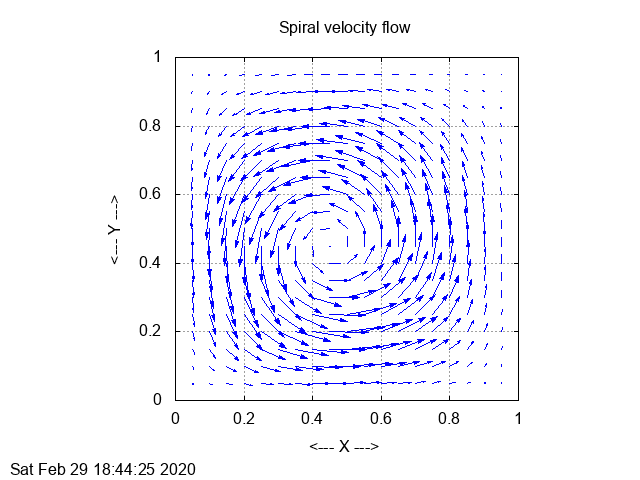 Spiral velocity flow
1
0.8
0.6
0.4
0.2
0
<--- Y --->
0 0.2 0.4 0.6 0.8 1
<--- X --->
Sat Feb 29 18:44:25 2020